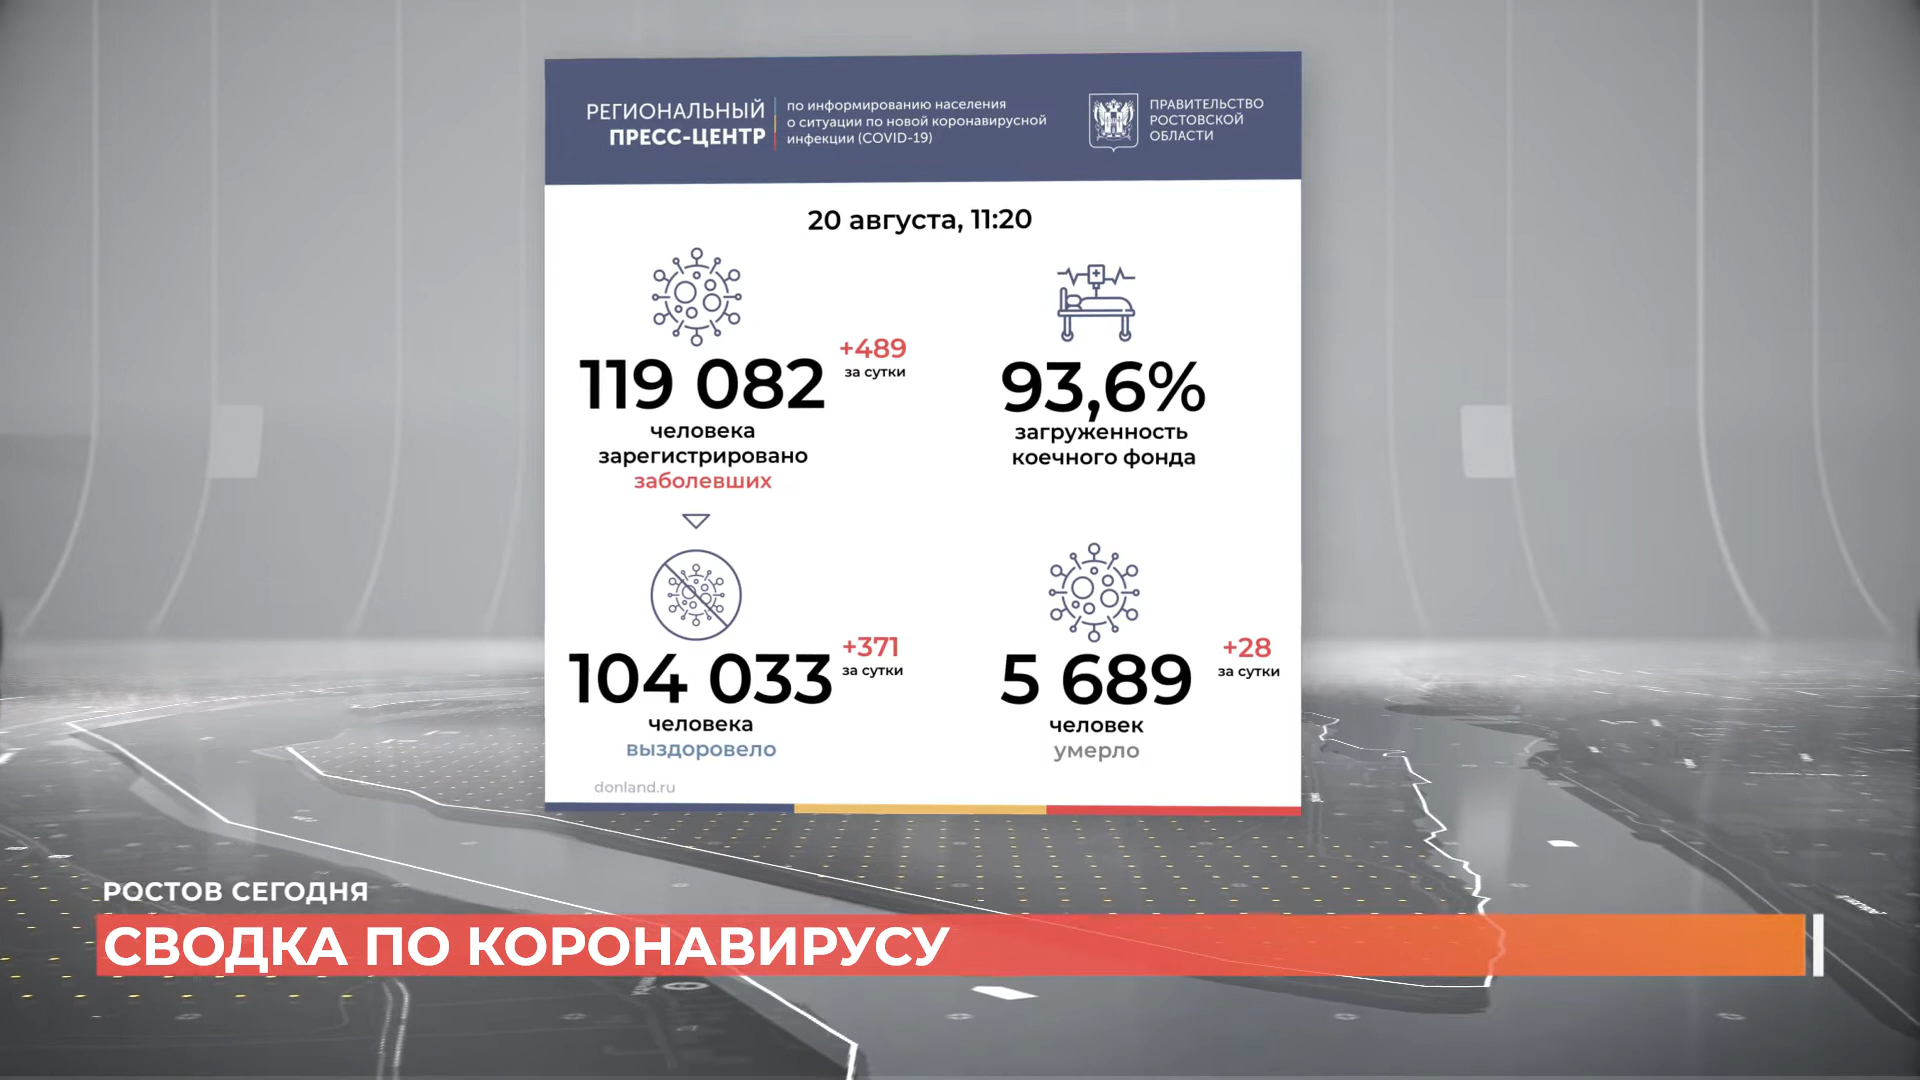 РЕГИОНАЛЬНЫЙ
ПРЕСС-ЦЕНТР
по информированию населения
о ситуации по новой коронавирусной
инфекции (COVID-19)
ПРАВИТЕЛЬСТВО
РОСТОВСКОЙ
ОБЛАСТИ
20 августа, 11:20
119 082
+489
за сутки
человека
зарегистрировано
заболевших
93,6%
загруженность
коечного фонда
104 033
+371
за сутки
человека
выздоровело
5 689
+28
за сутки
человек
умерло
donland.ru
РОСТОВ СЕГОДНЯ
СВОДКА ПО КОРОНАВИРУСУ